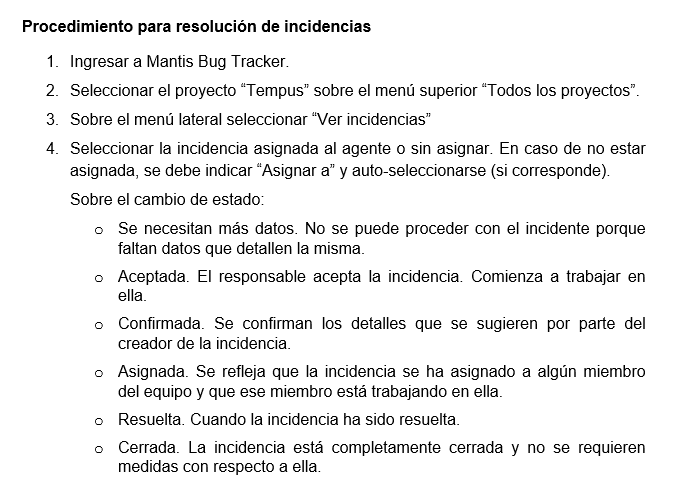 Procedimiento para resolución de incidencias
1. Ingresar a Mantis Bug Tracker.
2. Seleccionar el proyecto “Tempus” sobre el menú superior “Todos los proyectos”.
3. Sobre el menú lateral seleccionar “Ver incidencias”
4. Seleccionar la incidencia asignada al agente o sin asignar. En caso de no estar
asignada, se debe indicar “Asignar a” y auto-seleccionarse (si corresponde).
Sobre el cambio de estado:
o Se necesitan más datos. No se puede proceder con el incidente porque
faltan datos que detallen la misma.
o Aceptada. El responsable acepta la incidencia. Comienza a trabajar en
ella.
o Confirmada. Se confirman los detalles que se sugieren por parte del
creador de la incidencia.
o Asignada. Se refleja que la incidencia se ha asignado a algún miembro
del equipo y que ese miembro está trabajando en ella.
o Resuelta. Cuando la incidencia ha sido resuelta.
o Cerrada. La incidencia está completamente cerrada y no se requieren
medidas con respecto a ella.